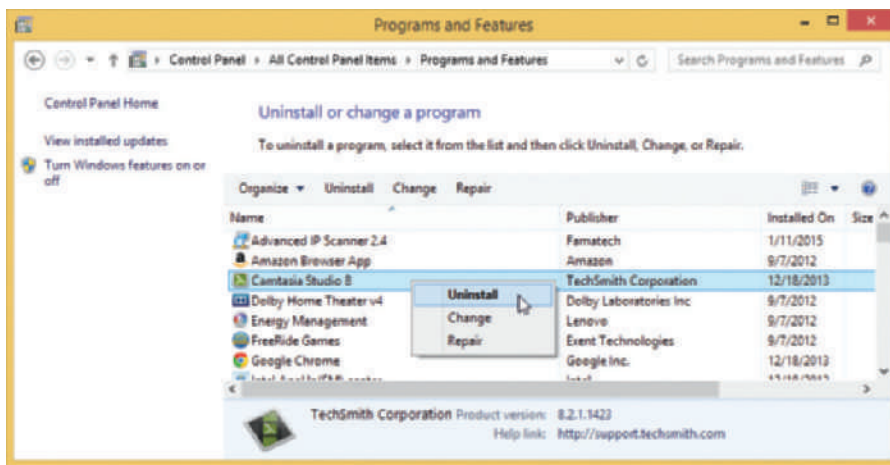 Programs and Features
Control Panel › All Control Panel Items › Programs and Features
Search Programs and Features
Control Panel Home
View installed updates
Turn Windows features on or
off
Uninstall or change a program
To uninstall a program, select it from the list and then click Uninstall, Change, or Repair.
Organize Uninstall Change Repair
Name Publisher Installed On Size
Advanced IP Scanner 2.4 Famatech 1/11/2015
Amazon Browser App Amazon 9/7/2012
Camtasia Studio 8 TechSmith Corporation 12/18/2013
Dolby Home Theater v4 Dolby Laboratories Inc 9/7/2012
Energy Management Lenovo 9/7/2012
FreeRide Games Exent Technologies 9/7/2012
Google Chrome Google Inc. 12/18/2013
Uninstall
Change
Repair
TechSmith Corporation Product version: 8.2.1.1423
Help link: http://support.techsmith.com